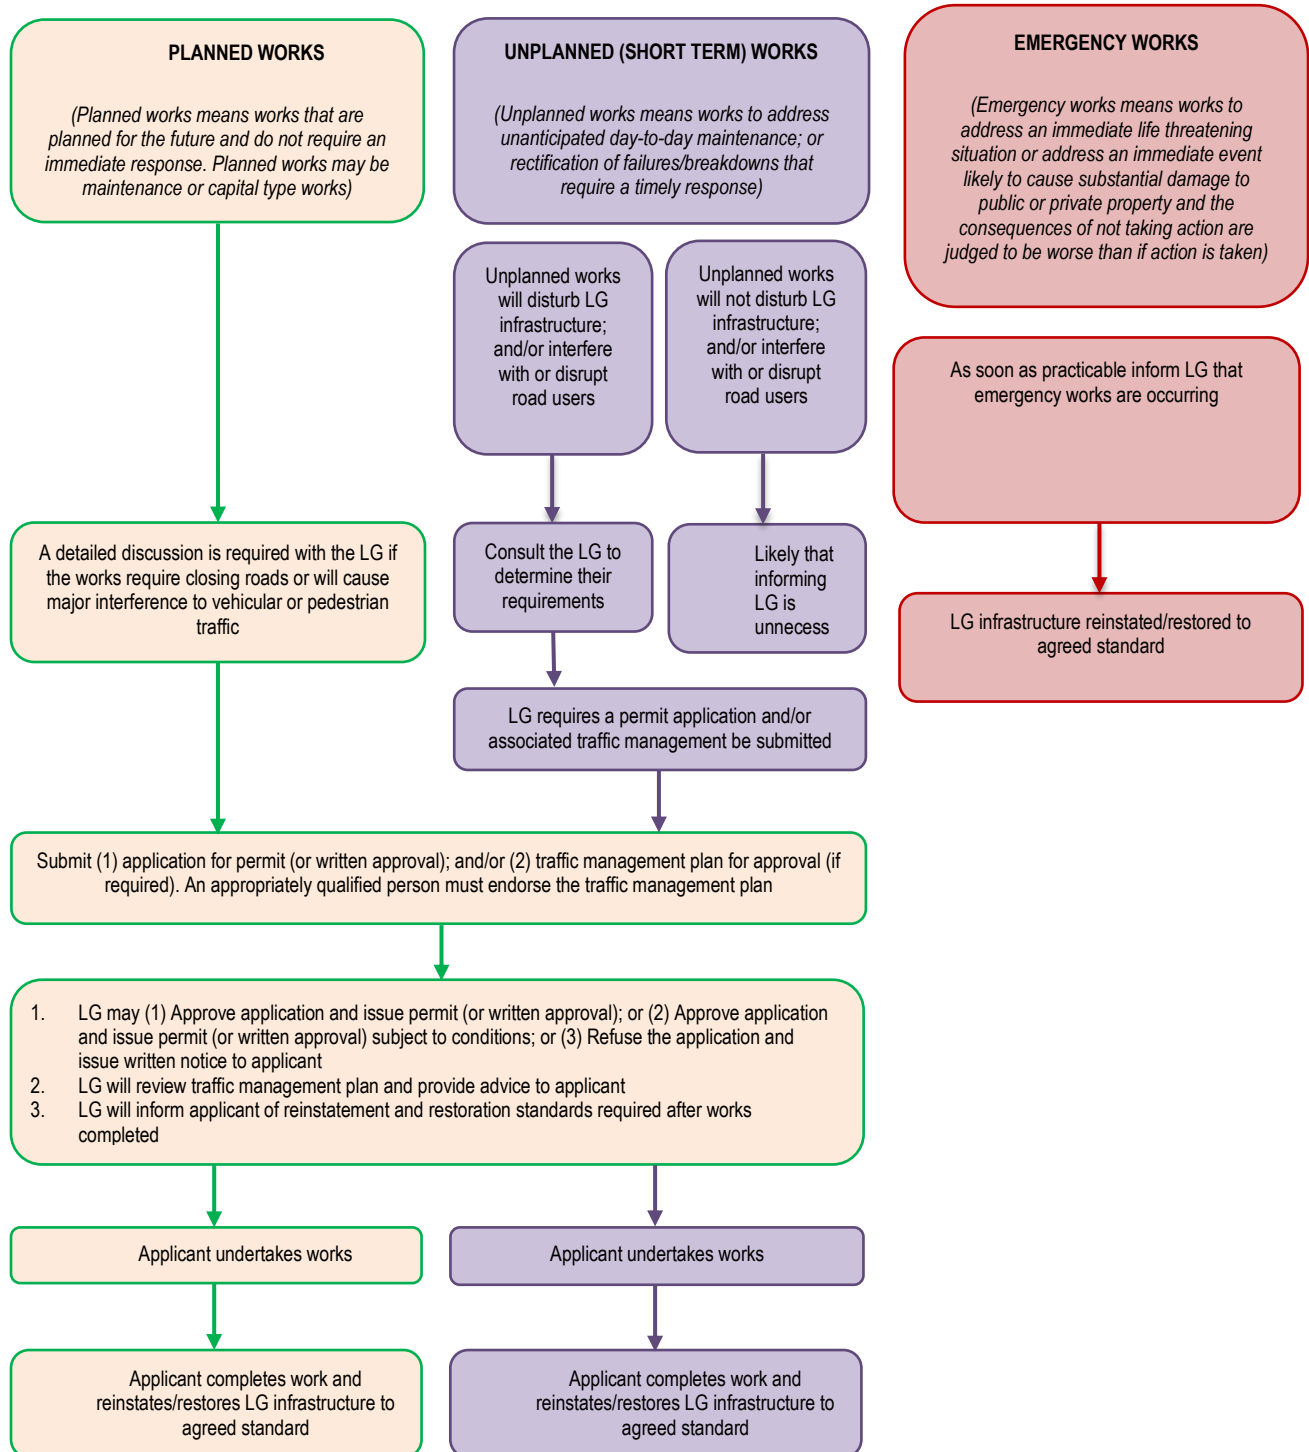 PLANNED WORKS
(Planned works means works that are
planned for the future and do not require an
immediate response. Planned works may be
maintenance or capital type works)
UNPLANNED (SHORT TERM) WORKS
(Unplanned works means works to address
unanticipated day-to-day maintenance; or
rectification of failures/breakdowns that
require a timely response)
EMERGENCY WORKS
(Emergency works means works to
address an immediate life threatening
situation or address an immediate event
likely to cause substantial damage to
public or private property and the
consequences of not taking action are
judged to be worse than if action is taken)
Unplanned works
will disturb LG
infrastructure;
and/or interfere
with or disrupt
road users
Unplanned works
will not disturb LG
infrastructure;
and/or interfere
with or disrupt
road users
As soon as practicable inform LG that
emergency works are occurring
A detailed discussion is required with the LG if
the works require closing roads or will cause
major interference to vehicular or pedestrian
traffic
Consult the LG to
determine their
requirements
Likely that
informing
LG is
unnecess
LG infrastructure reinstated/restored to
agreed standard
LG requires a permit application and/or
associated traffic management be submitted
Submit (1) application for permit (or written approval); and/or (2) traffic management plan for approval (if
required). An appropriately qualified person must endorse the traffic management plan
1. LG may (1) Approve application and issue permit (or written approval); or (2) Approve application
and issue permit (or written approval) subject to conditions; or (3) Refuse the application and
issue written notice to applicant
2. LG will review traffic management plan and provide advice to applicant
3. LG will inform applicant of reinstatement and restoration standards required after works
completed
Applicant undertakes works
Applicant undertakes works
Applicant completes work and
reinstates/restores LG infrastructure to
agreed standard
Applicant completes work and
reinstates/restores LG infrastructure to
agreed standard